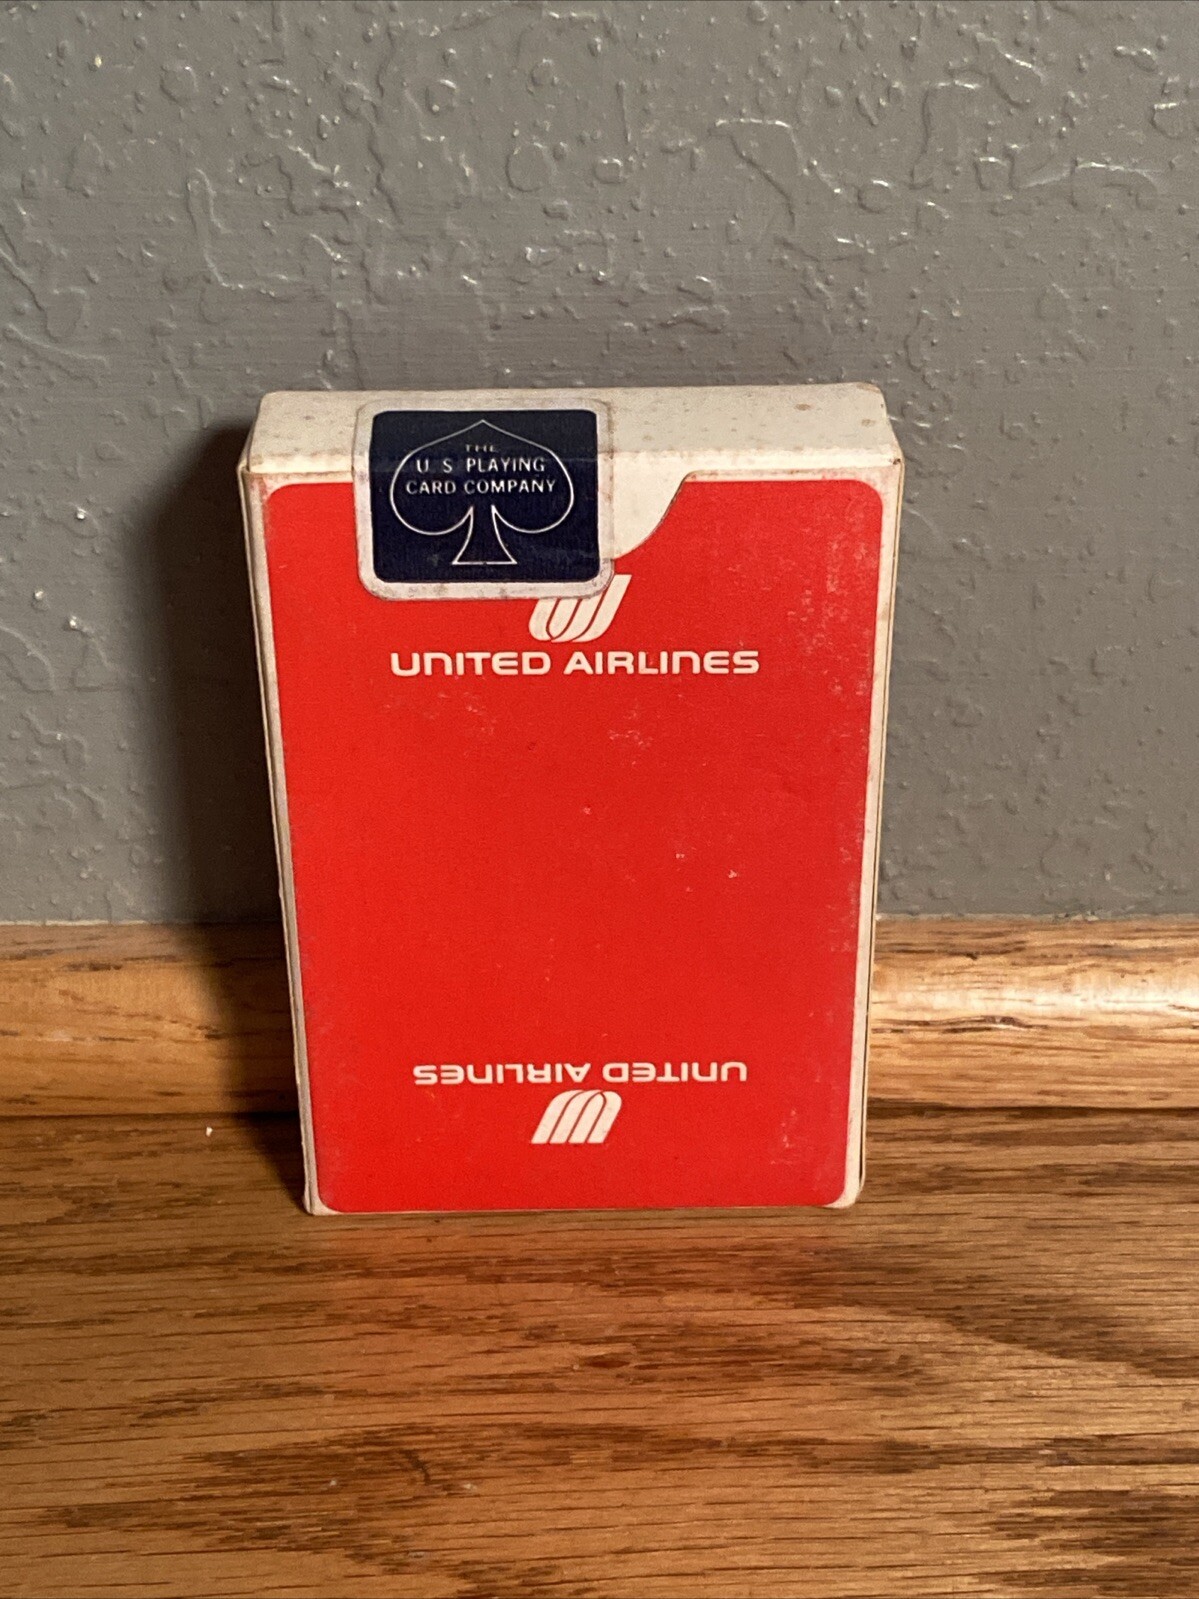 THE
U. S PLAYING
CARD COMPANY
UNITED AIRLINES
UNITED AIRLINES